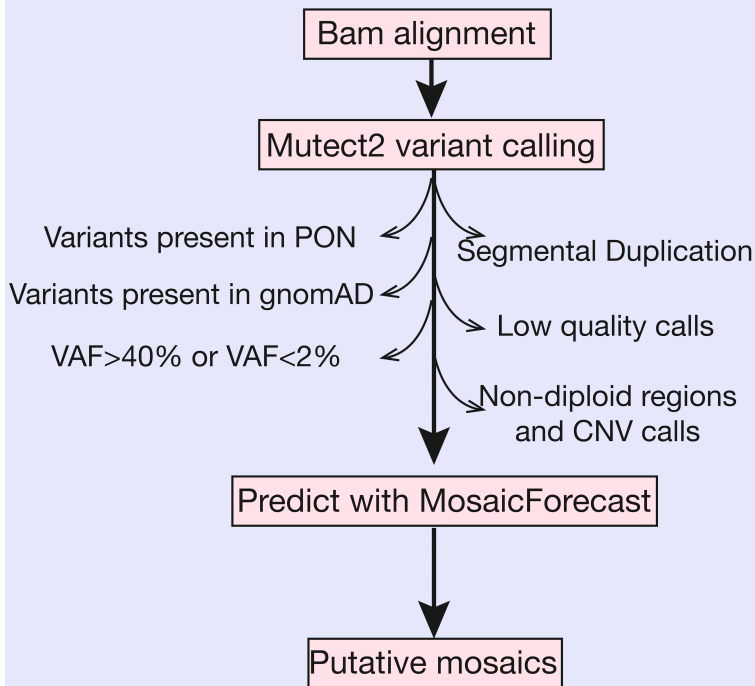 Bam alignment
Mutect2 variant calling
Variants present in PON
Segmental Duplication
Variants present in gnomAD
Low quality calls
VAF>40% or VAF<2%
Non-diploid regions
and CNV calls
Predict with MosaicForecast
Putative mosaics